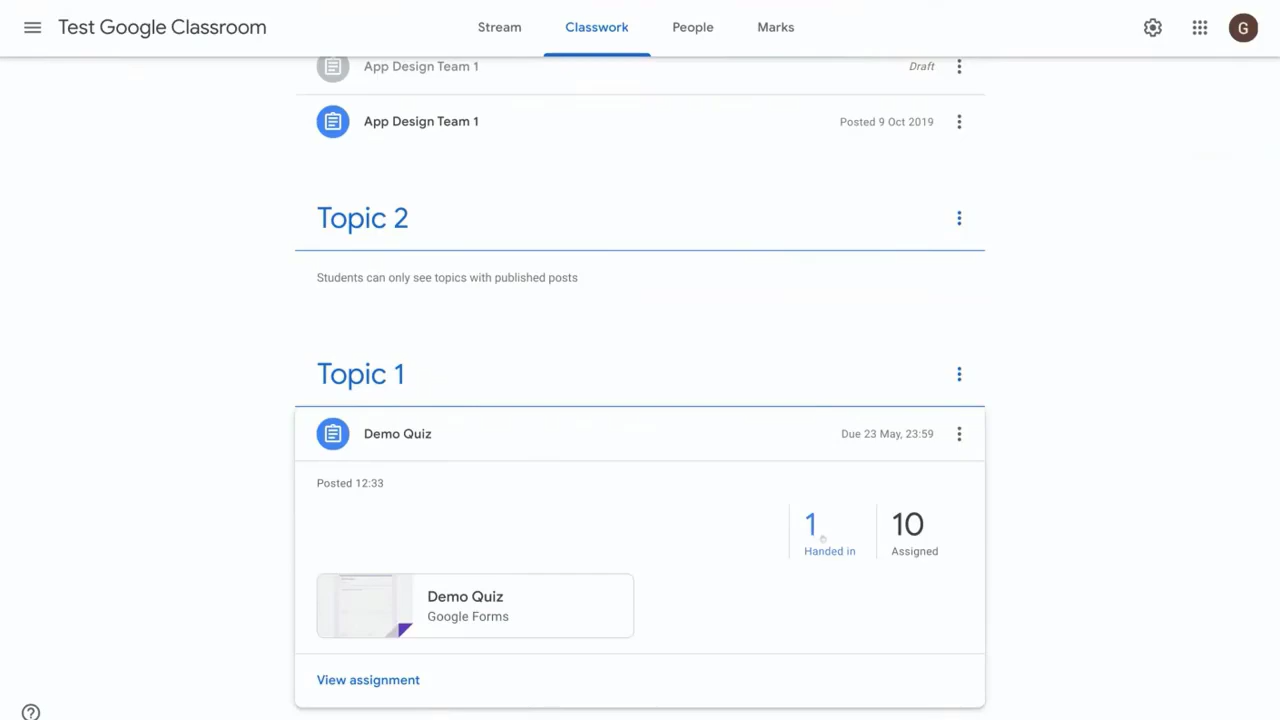 Test Google Classroom
Stream
Classwork
People
Marks
G
App Design Team 1
Draft
App Design Team 1
Posted 9 Oct 2019
Topic 2
Students can only see topics with published posts
Topic 1
Demo Quiz
Due 23 May, 23:59
Posted 12:33
1
10
Handed in
Assigned
Demo Quiz
Google Forms
View assignment